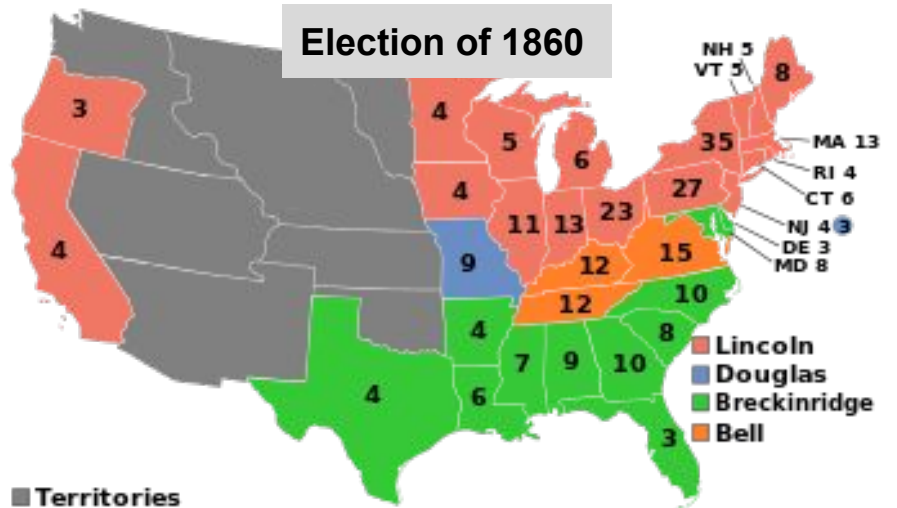 Election of 1860
NH 5
VT 5
8
3
4
5
6
35
MA 13
RI 4
CT 6
4
27
11
13
23
NJ 4 3
DE 3
MD 8
4
9
12
15
12
10
4
8
7
9
10
4
6
3
Lincoln
Douglas
Breckinridge
Bell
Territories